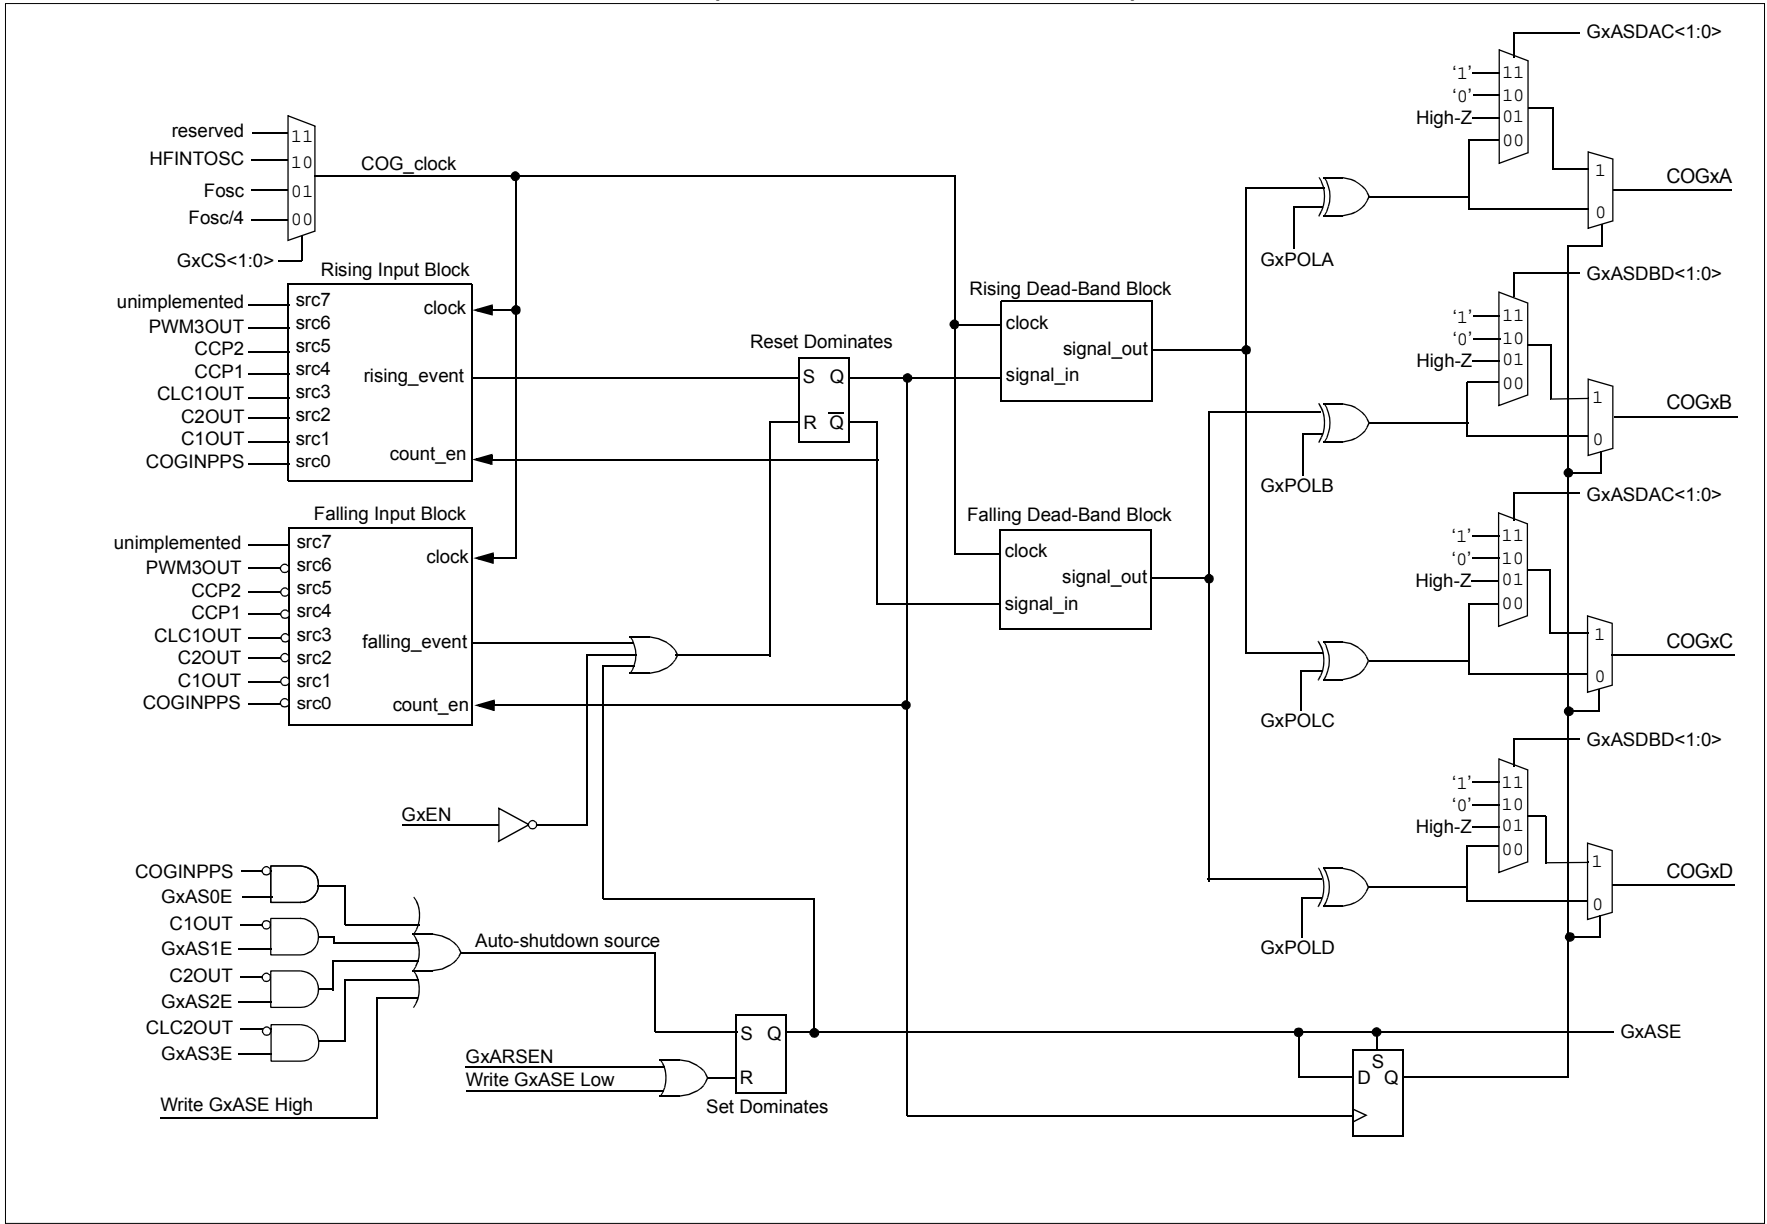 GxASDAC<1:0>
‘1’ 11
‘0’ 10
High-Z 01
00
1
0
COGxA
GxPOLA
reserved 11
HFINTOSC 10
Fosc 01
Fosc/4 00
GxCS<1:0>
COG_clock
Rising Input Block
unimplemented src7
PWM3OUT src6
CCP2 src5
CCP1 src4
CLC1OUT src3
C2OUT src2
C1OUT src1
COGINPPS src0
clock
rising_event
count_en
Reset Dominates
S Q
R Q̅
Rising Dead-Band Block
clock
signal_out
signal_in
GxASDBD<1:0>
‘1’ 11
‘0’ 10
High-Z 01
00
1
0
COGxB
GxPOLB
Falling Input Block
unimplemented src7
PWM3OUT src6
CCP2 src5
CCP1 src4
CLC1OUT src3
C2OUT src2
C1OUT src1
COGINPPS src0
clock
falling_event
count_en
Falling Dead-Band Block
clock
signal_out
signal_in
GxASDAC<1:0>
‘1’ 11
‘0’ 10
High-Z 01
00
1
0
COGxC
GxPOLC
GxASDBD<1:0>
‘1’ 11
‘0’ 10
High-Z 01
00
1
0
COGxD
GxPOLD
GxEN
COGINPPS
GxAS0E
C1OUT
GxAS1E
C2OUT
GxAS2E
CLC2OUT
GxAS3E
Write GxASE High
Auto-shutdown source
GxARSEN
Write GxASE Low
S Q
R
Set Dominates
GxASE
S
D Q